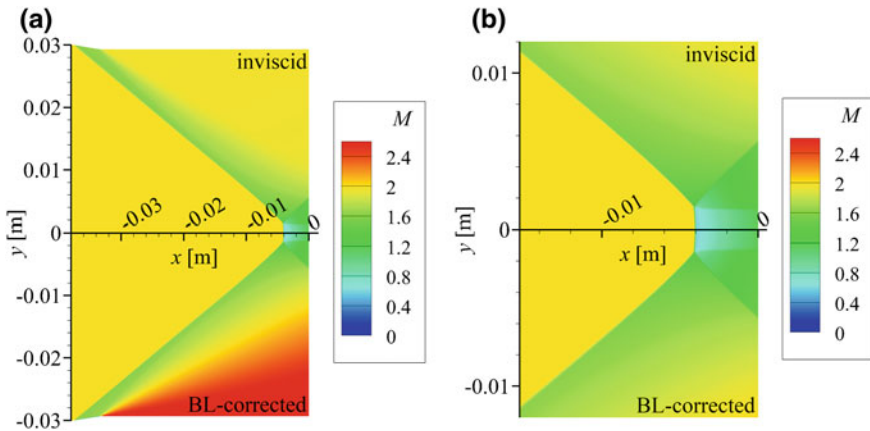 (a)
0.03
0.02
0.01
0
-0.01
-0.02
-0.03
y [m]
inviscid
-0.03
-0.02
-0.01
0
x [m]
BL-corrected
M
2.4
2
1.6
1.2
0.8
0.4
0
(b)
0.01
0
-0.01
y [m]
inviscid
-0.01
0
x [m]
BL-corrected
M
2.4
2
1.6
1.2
0.8
0.4
0